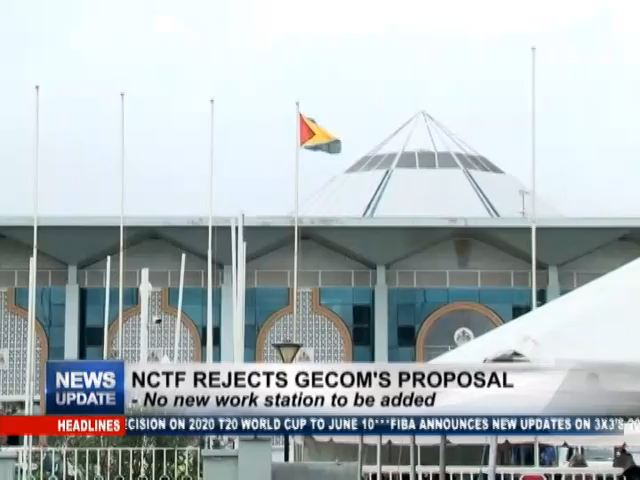 NEWS
UPDATE
NCTF REJECTS GECOM'S PROPOSAL
- No new work station to be added
HEADLINES
CISION ON 2020 T20 WORLD CUP TO JUNE 10***FIBA ANNOUNCES NEW UPDATES ON 3X3'S